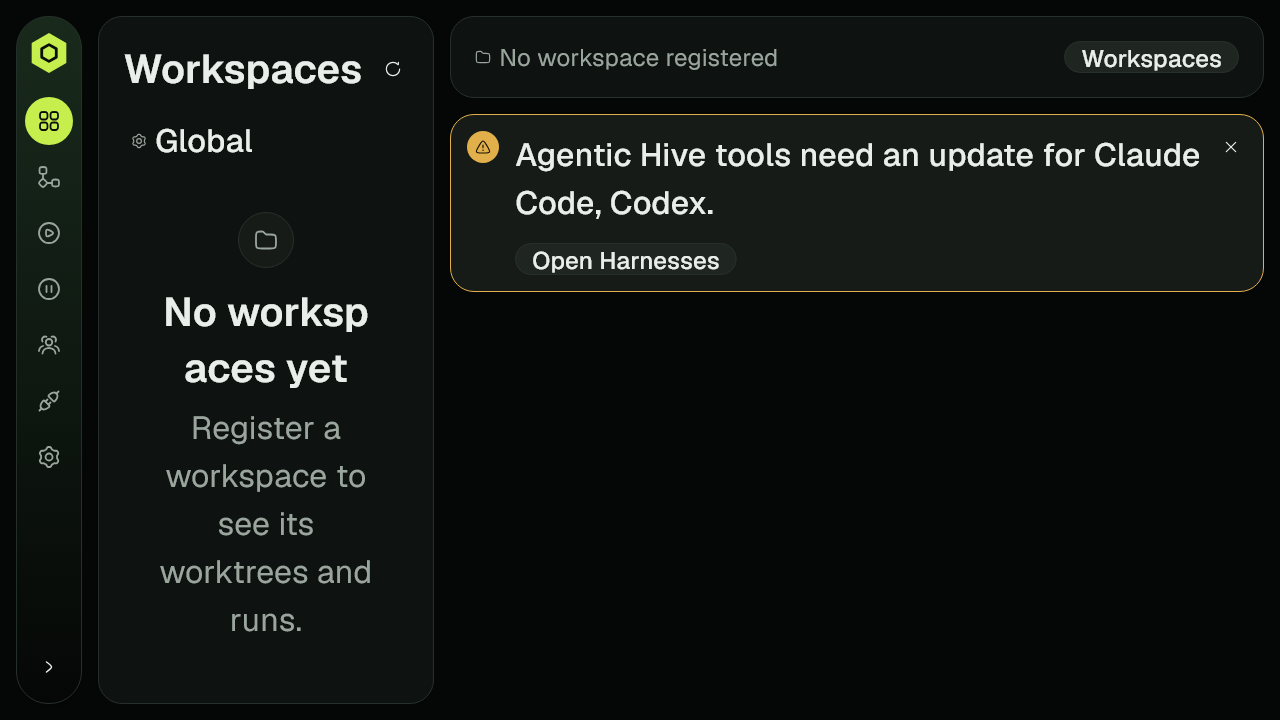 Workspaces
Global
No worksp
aces yet
Register a
workspace to
see its
worktrees and
runs.
No workspace registered
Workspaces
Agentic Hive tools need an update for Claude
Code, Codex.
Open Harnesses